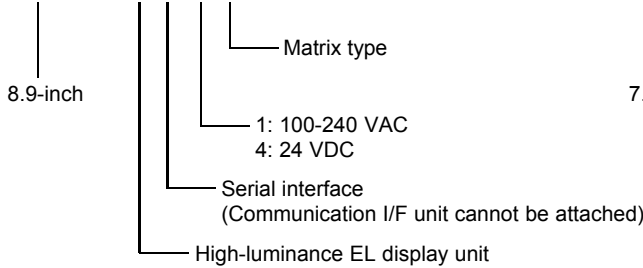 Matrix type
8.9-inch
7.
1: 100-240 VAC
4: 24 VDC
Serial interface
(Communication I/F unit cannot be attached)
High-luminance EL display unit